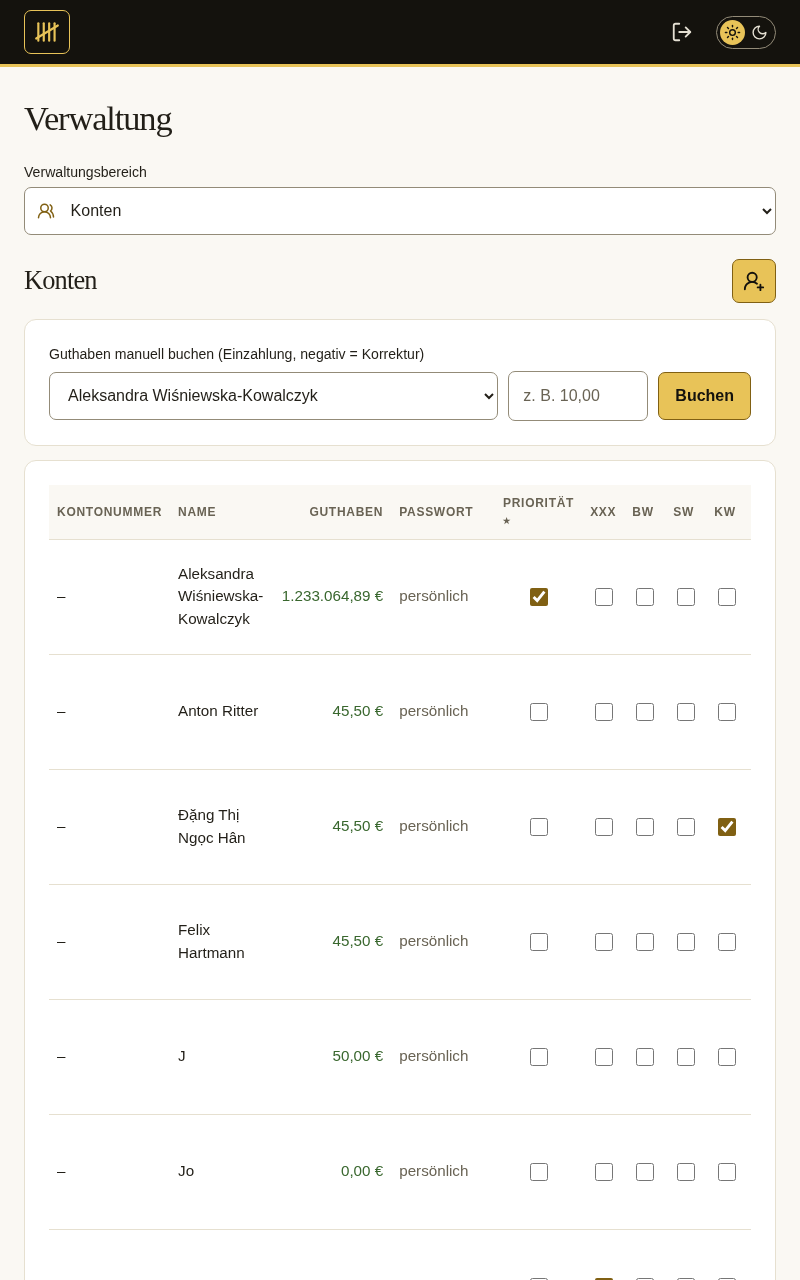 Verwaltung
Verwaltungsbereich
Konten
Konten
Guthaben manuell buchen (Einzahlung, negativ = Korrektur)
Aleksandra Wiśniewska-Kowalczyk z. B. 10,00 Buchen
KONTONUMMER NAME GUTHABEN PASSWORT PRIORITÄT ★ XXX BW SW KW
– Aleksandra Wiśniewska-Kowalczyk 1.233.064,89 € persönlich
– Anton Ritter 45,50 € persönlich
– Đặng Thị Ngọc Hân 45,50 € persönlich
– Felix Hartmann 45,50 € persönlich
– J 50,00 € persönlich
– Jo 0,00 € persönlich